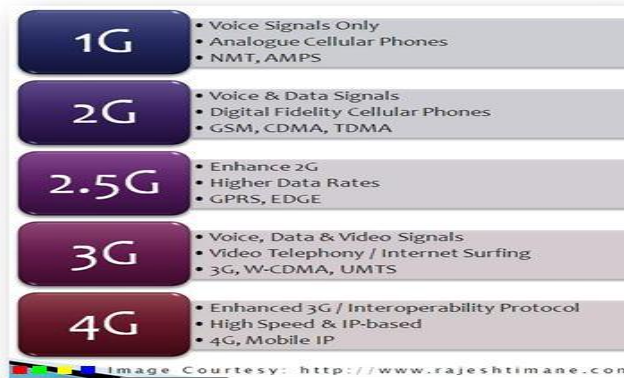 1G
• Voice Signals Only
• Analogue Cellular Phones
• NMT, AMPS
2G
• Voice & Data Signals
• Digital Fidelity Cellular Phones
• GSM, CDMA, TDMA
2.5G
• Enhance 2G
• Higher Data Rates
• GPRS, EDGE
3G
• Voice, Data & Video Signals
• Video Telephony / Internet Surfing
• 3G, W-CDMA, UMTS
4G
• Enhanced 3G / Interoperability Protocol
• High Speed & IP-based
• 4G, Mobile IP
Image Courtesy: http://www.rajeshtimane.com